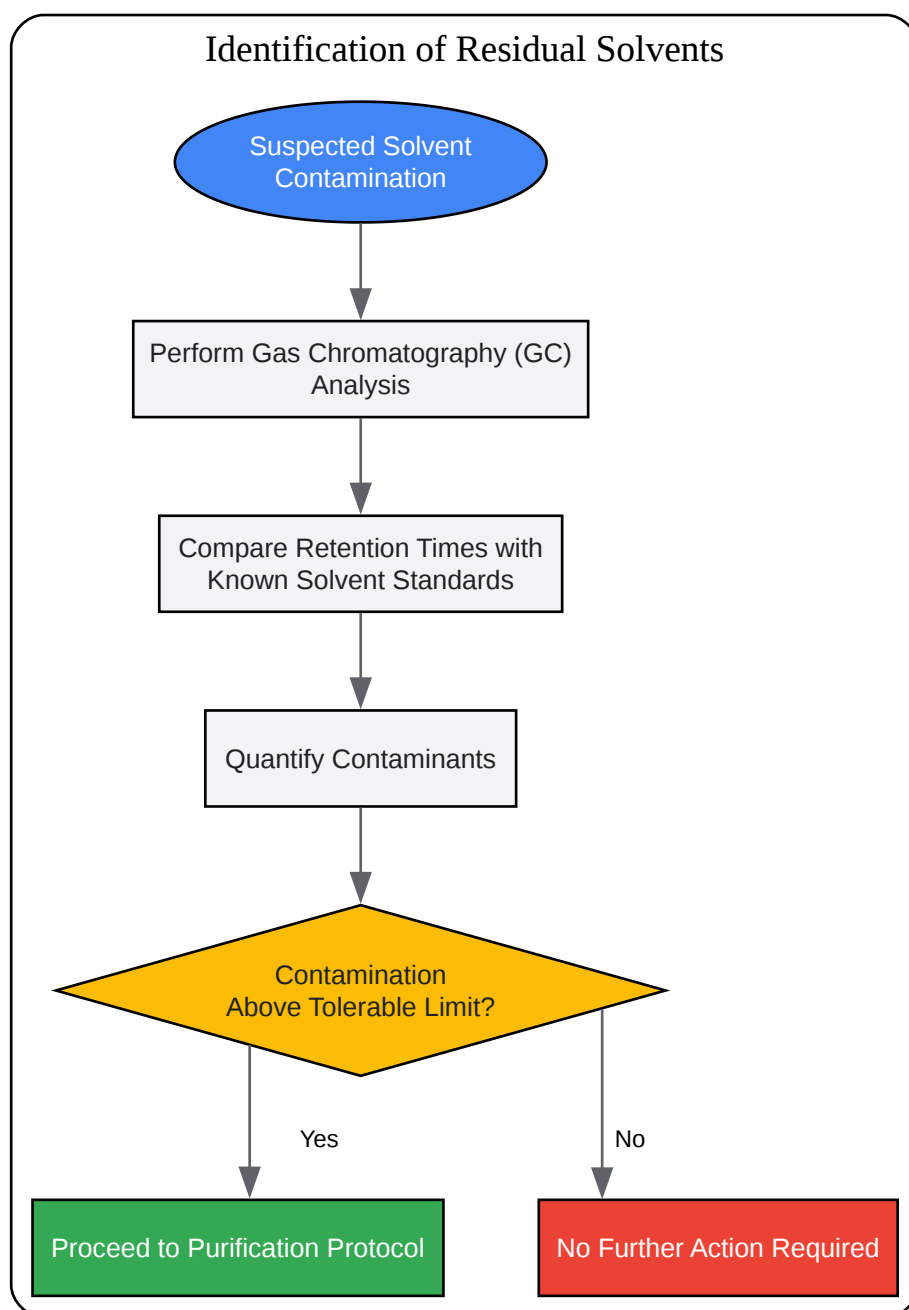 Identification of Residual Solvents
Suspected Solvent
Contamination
Perform Gas Chromatography (GC)
Analysis
Compare Retention Times with
Known Solvent Standards
Quantify Contaminants
Contamination
Above Tolerable Limit?
Yes
No
Proceed to Purification Protocol
No Further Action Required